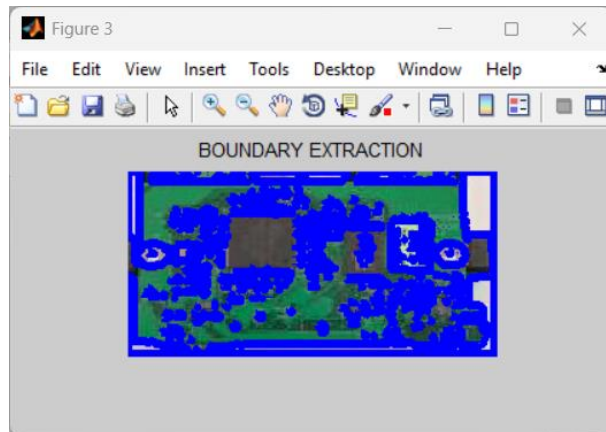 Figure 3
File Edit View Insert Tools Desktop Window Help
BOUNDARY EXTRACTION